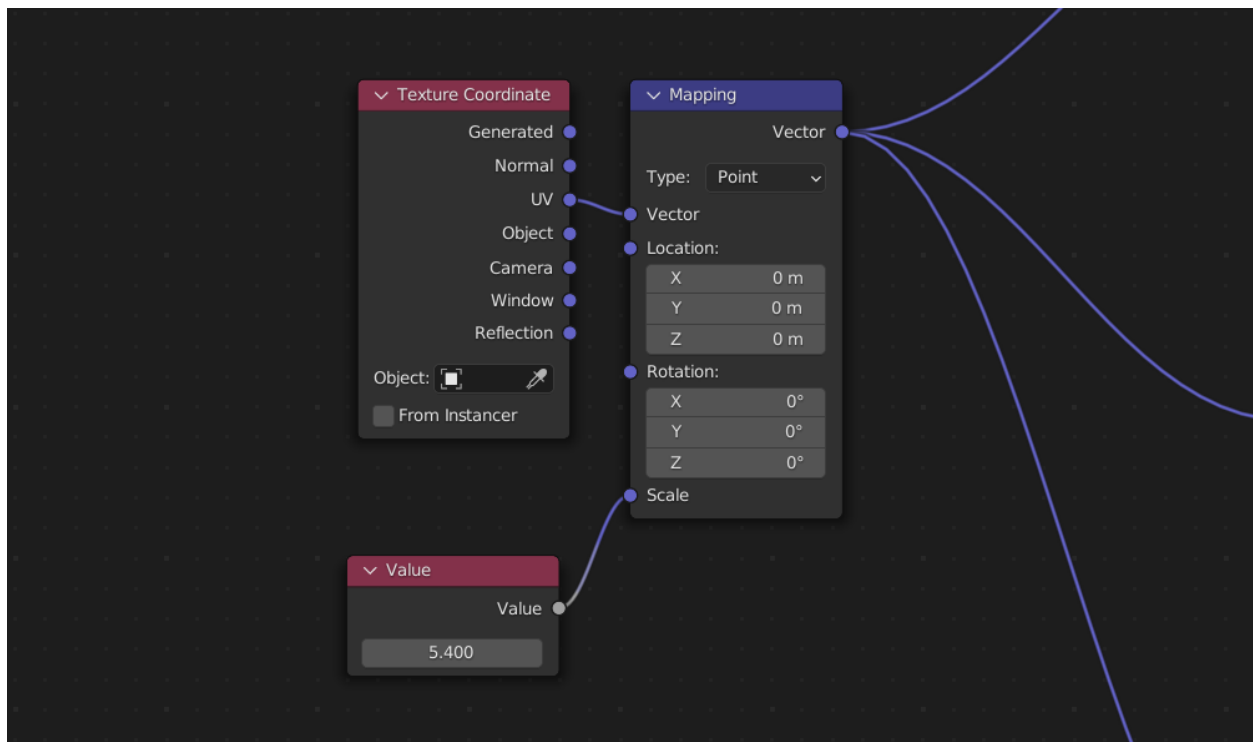 Texture Coordinate
Generated
Normal
UV
Object
Camera
Window
Reflection
Object:
From Instancer
Mapping
Vector
Type: Point
Vector
Location:
X 0 m
Y 0 m
Z 0 m
Rotation:
X 0°
Y 0°
Z 0°
Scale
Value
Value
5.400